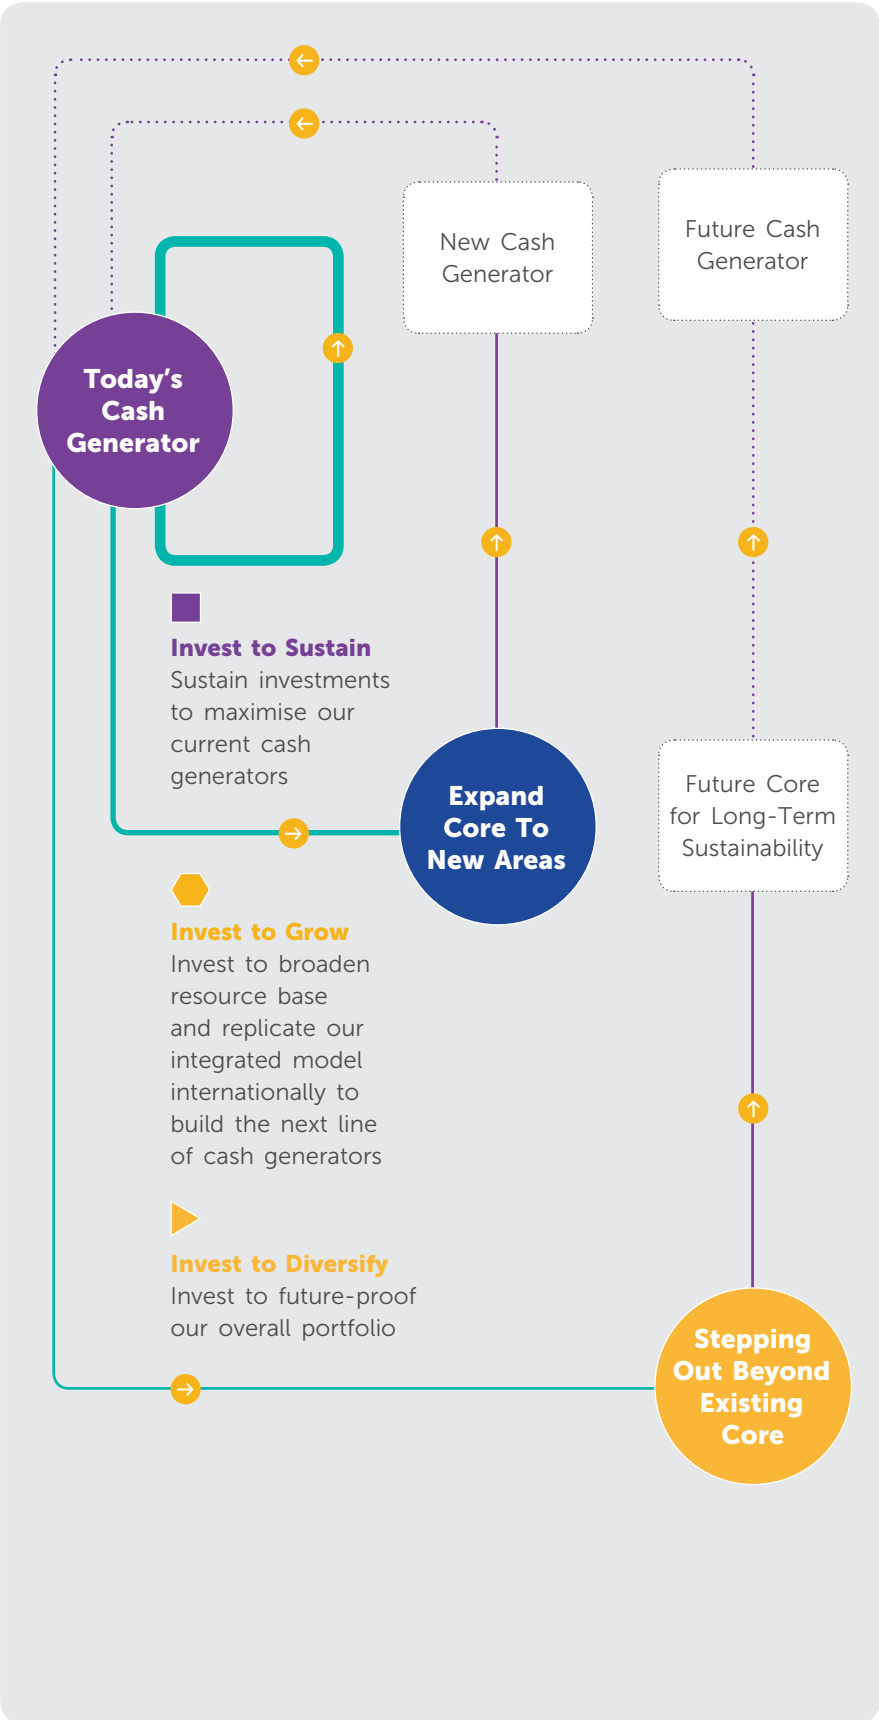 New Cash
Generator
Future Cash
Generator
Today's
Cash
Generator
Invest to Sustain
Sustain investments
to maximise our
current cash
generators
Expand
Core To
New Areas
Future Core
for Long-Term
Sustainability
Invest to Grow
Invest to broaden
resource base
and replicate our
integrated model
internationally to
build the next line
of cash generators
Invest to Diversify
Invest to future-proof
our overall portfolio
Stepping
Out Beyond
Existing
Core